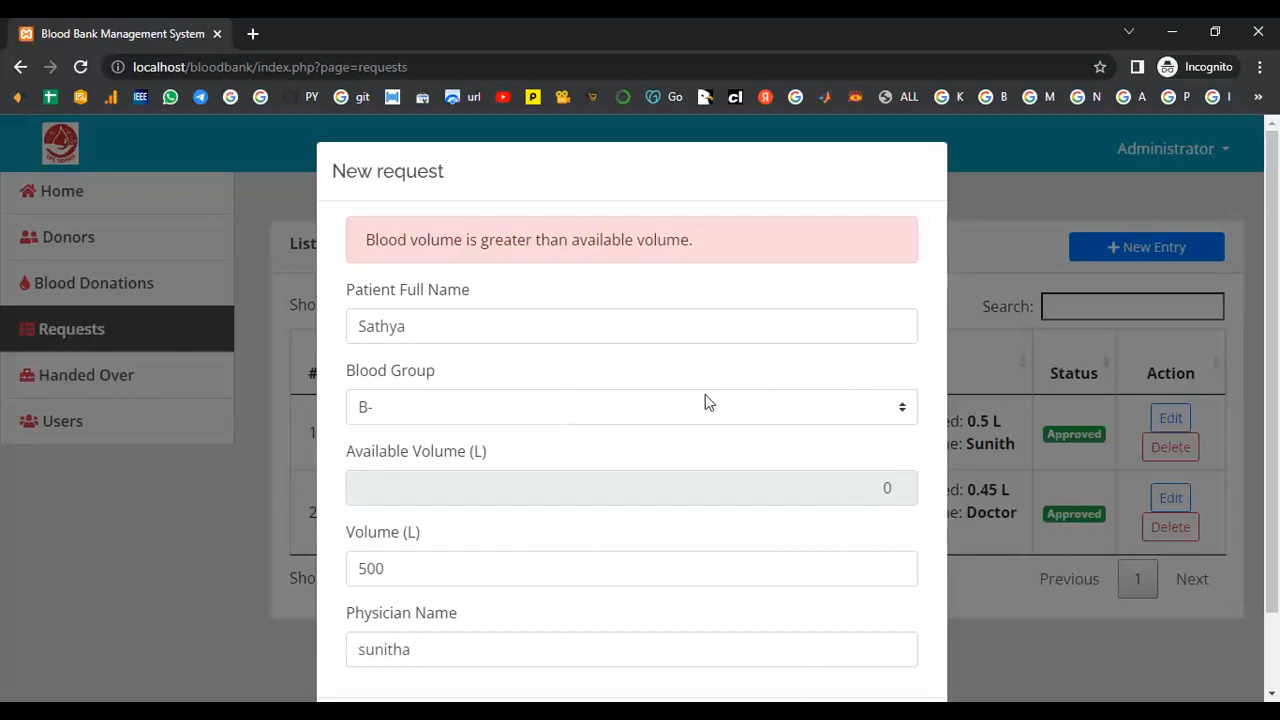 Blood Bank Management System
localhost/bloodbank/index.php?page=requests
Incognito
IEEE PY git url Go ALL K B M N A P I »
Administrator
Home
Donors
Blood Donations
Requests
Handed Over
Users
New request
Blood volume is greater than available volume.
Patient Full Name
Sathya
Blood Group
B-
Available Volume (L)
0
Volume (L)
500
Physician Name
sunitha
List
+ New Entry
Sho
Search:
#
Status
Action
1
ed: 0.5 L
e: Sunith
Approved
Edit
Delete
2
ed: 0.45 L
e: Doctor
Approved
Edit
Delete
Sho
Previous
1
Next